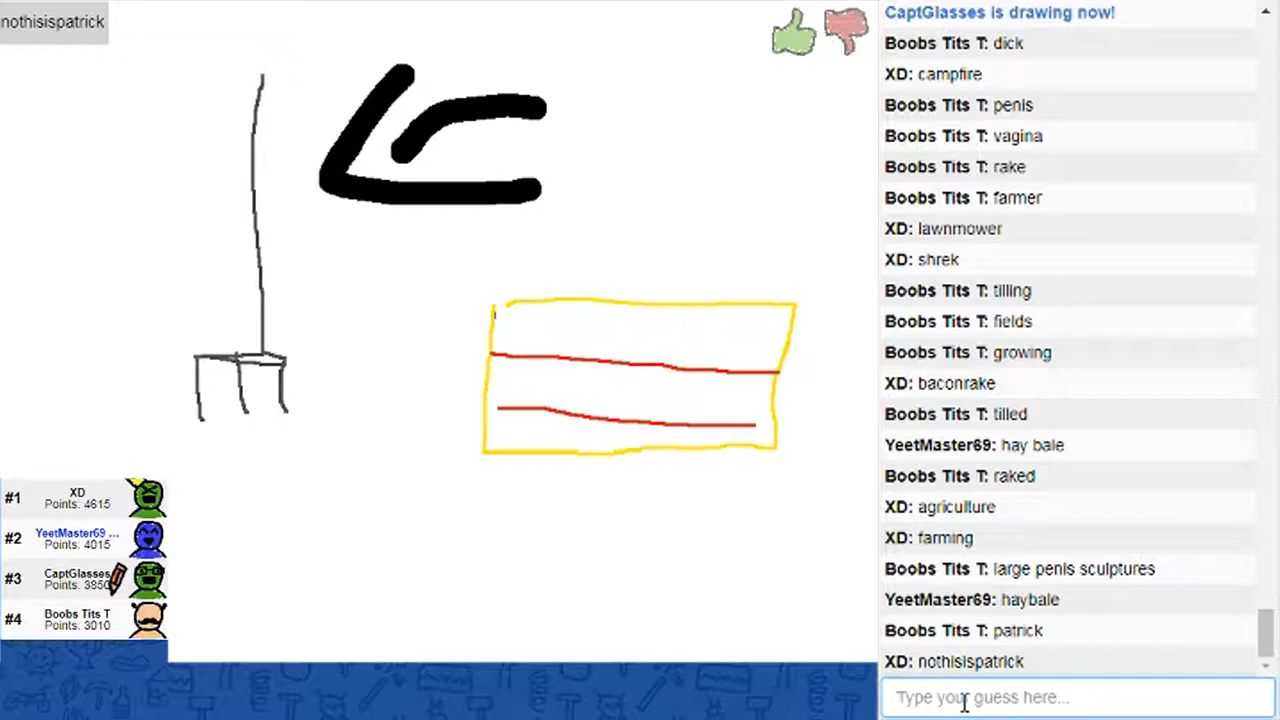 nothisispatrick
CaptGlasses is drawing now!
Boobs Tits T: dick
XD: campfire
Boobs Tits T: penis
Boobs Tits T: vagina
Boobs Tits T: rake
Boobs Tits T: farmer
XD: lawnmower
XD: shrek
Boobs Tits T: tilling
Boobs Tits T: fields
Boobs Tits T: growing
XD: baconrake
Boobs Tits T: tilled
YeetMaster69: hay bale
Boobs Tits T: raked
XD: agriculture
XD: farming
Boobs Tits T: large penis sculptures
YeetMaster69: haybale
Boobs Tits T: patrick
XD: nothisispatrick
Type your guess here...
#1 XD
Points: 4615
#2 YeetMaster69 ...
Points: 4015
#3 CaptGlasses
Points: 3850
#4 Boobs Tits T
Points: 3010